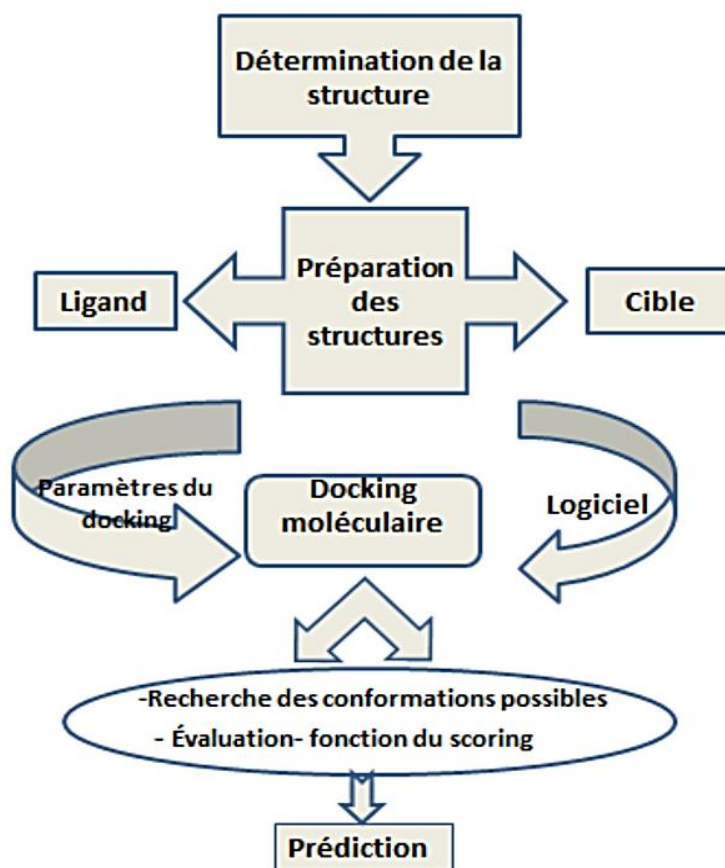 Détermination de la
structure
Préparation
des
structures
Ligand
Cible
Paramètres du
docking
Docking
moléculaire
Logiciel
-Recherche des conformations possibles
- Évaluation- fonction du scoring
Prédiction